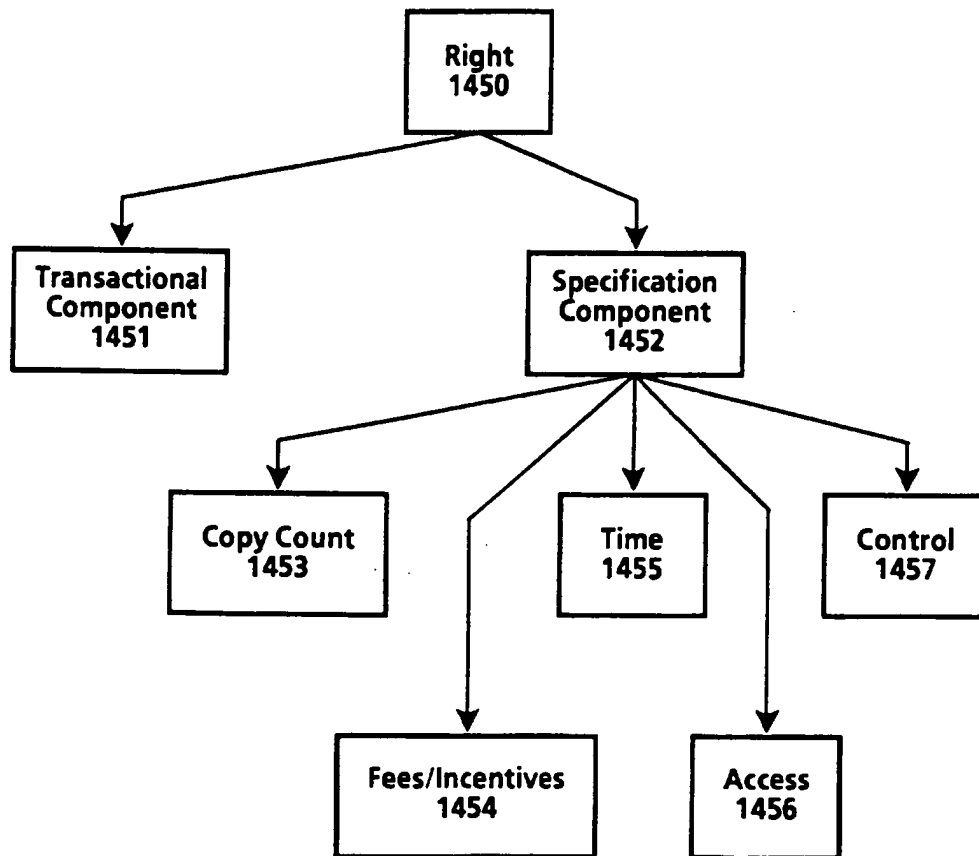 Right
1450
Transactional
Component
1451
Specification
Component
1452
Copy Count
1453
Time
1455
Control
1457
Fees/Incentives
1454
Access
1456